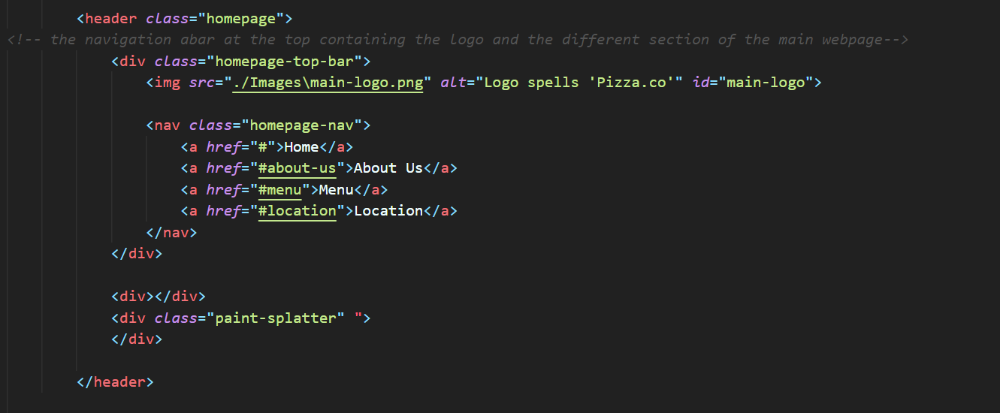 <header class="homepage">
<!-- the navigation abar at the top containing the logo and the different section of the main webpage-->
<div class="homepage-top-bar">
<img src="./Images\main-logo.png" alt="Logo spells 'Pizza.co'" id="main-logo">
<nav class="homepage-nav">
<a href="#">Home</a>
<a href="#about-us">About Us</a>
<a href="#menu">Menu</a>
<a href="#location">Location</a>
</nav>
</div>
<div></div>
<div class="paint-splatter" ">
</div>
</header>